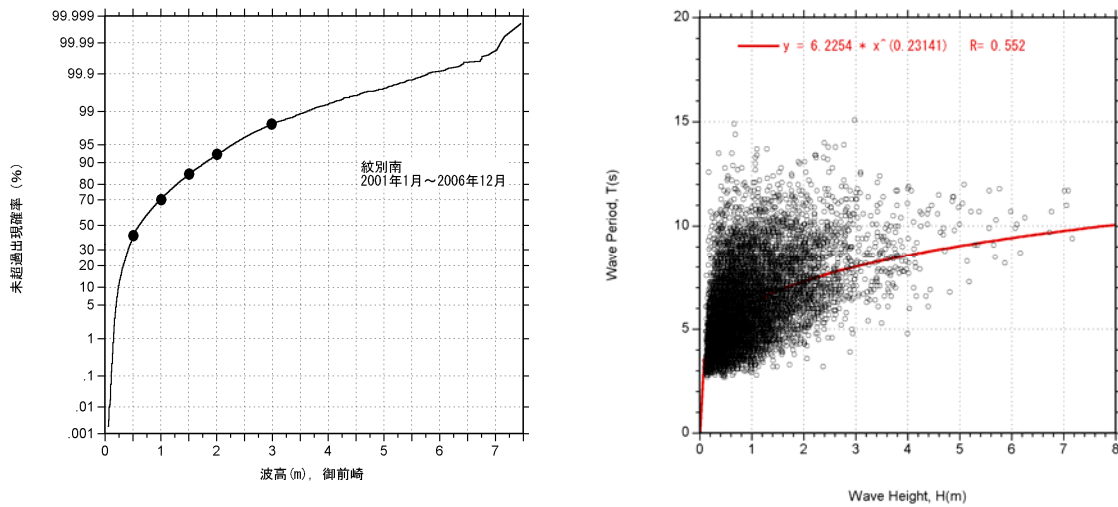 99.999
99.99
99.9
99
95
90
80
70
50
30
20
10
5
1
.1
.01
.001
未超過出現確率 (%)
紋別南
2001年1月～2006年12月
0 1 2 3 4 5 6 7
波高(m), 御前崎
20
15
10
5
0
Wave Period, T(s)
y = 6.2254 * x^(0.23141) R= 0.552
0 1 2 3 4 5 6 7 8
Wave Height, H(m)